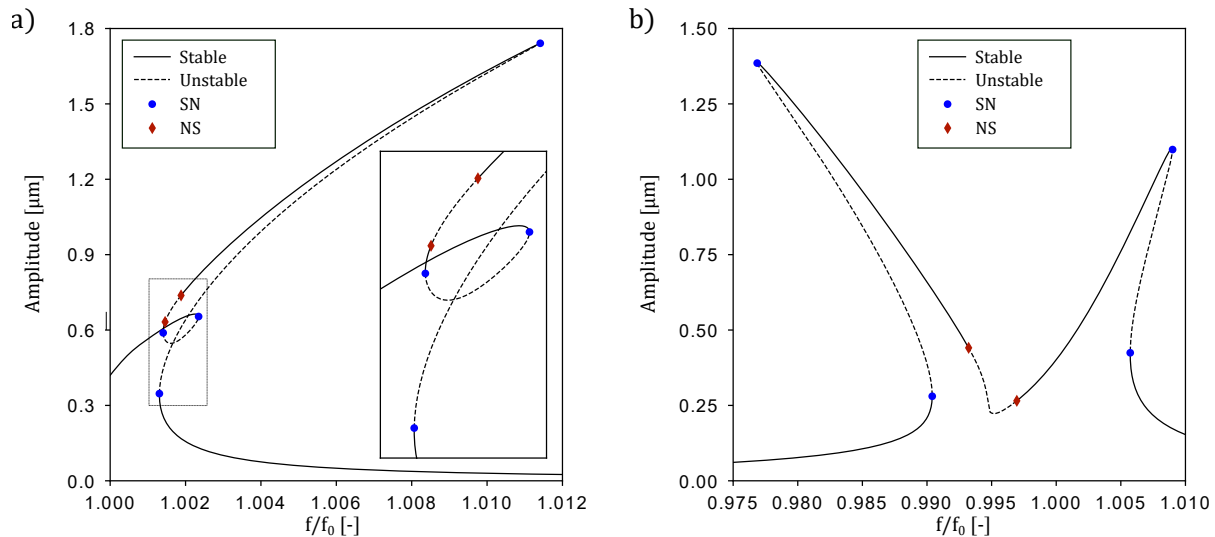 a)
Amplitude [μm]
1.8
1.5
1.2
0.9
0.6
0.3
0.0
Stable
Unstable
SN
NS
1.000
1.002
1.004
1.006
1.008
1.010
1.012
f/f₀ [-]
b)
Amplitude [μm]
1.50
1.25
1.00
0.75
0.50
0.25
0.00
Stable
Unstable
SN
NS
0.975
0.980
0.985
0.990
0.995
1.000
1.005
1.010
f/f₀ [-]